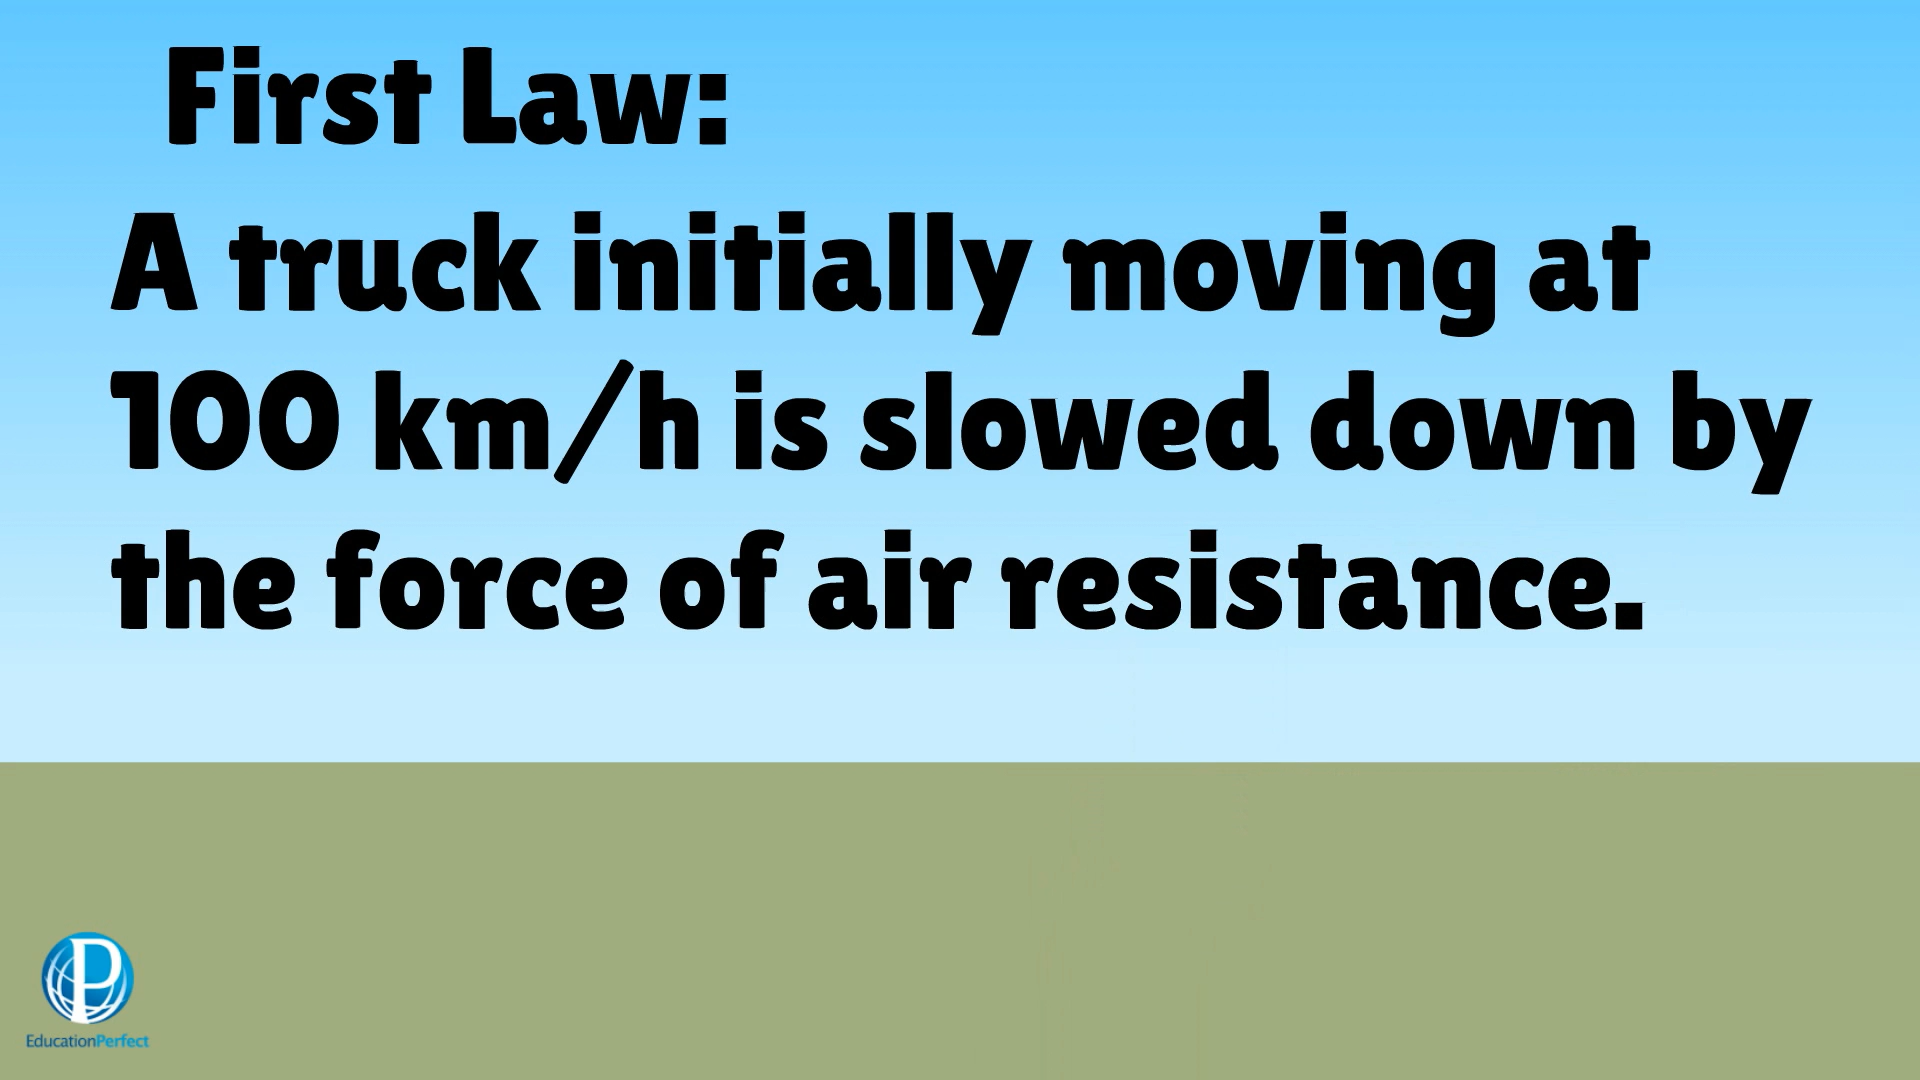 First Law:
A truck initially moving at
100 km/h is slowed down by
the force of air resistance.
P
EducationPerfect